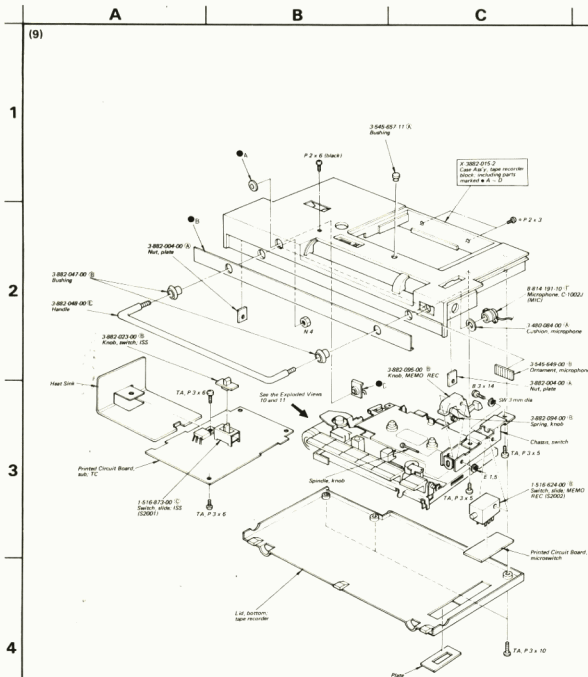 A
B
C
(9)
1
2
3
4
3-545-657-11 Ⓐ
Bushing
P 2 x 6 (black)
●A
X-3882-015-2
Case Ass'y, tape recorder
block, including parts
marked ● A ~ D
●B
+P 2 x 3
3-882-004-00 Ⓐ
Nut, plate
3-882-047-00 Ⓑ
Bushing
3-882-048-00
Handle
3-882-023-00 Ⓑ
Knob, switch, ISS
N 4
8-814-191-10
Microphone, C-1002J
(MIC)
3-480-084-00 Ⓐ
Cushion, microphone
3-545-649-00 Ⓑ
Ornament, microphone
3-882-095-00 Ⓑ
Knob, MEMO REC
3-882-004-00 Ⓐ
Nut, plate
Heat Sink
TA, P 3 x 6
See the Exploded Views
10 and 11
B 3 x 14
SW 3 mm dia
3-882-094-00 Ⓑ
Spring, knob
Chassis, switch
Printed Circuit Board,
sub, TC
Spindle, knob
TA, P 3 x 5
E 1.5
TA, P 3 x 5
1-516-873-00 Ⓒ
Switch, slide, ISS
(S2001)
TA, P 3 x 6
1-516-624-00 Ⓑ
Switch, slide, MEMO
REC (S2002)
Printed Circuit Board,
microswitch
Lid, bottom,
tape recorder
TA, P 3 x 10
Plate